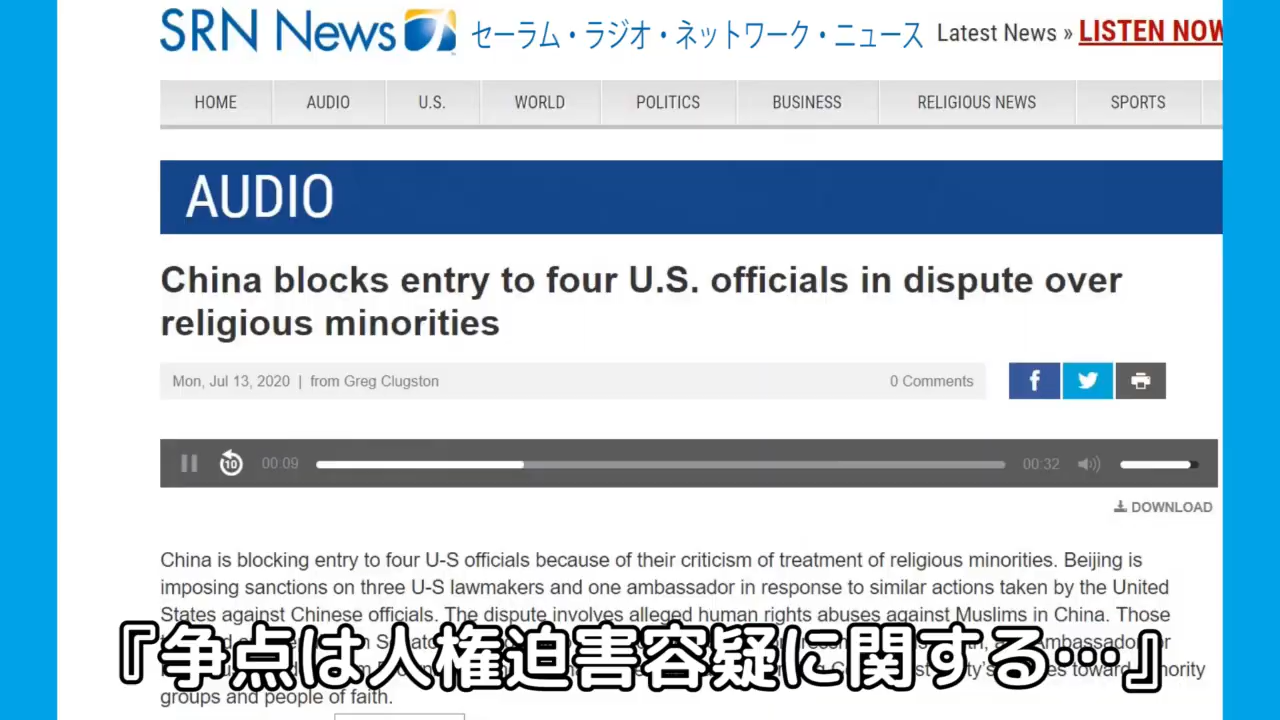 SRN News セーラム・ラジオ・ネットワーク・ニュース Latest News » LISTEN NOW
HOME AUDIO U.S. WORLD POLITICS BUSINESS RELIGIOUS NEWS SPORTS
AUDIO
China blocks entry to four U.S. officials in dispute over
religious minorities
Mon, Jul 13, 2020 | from Greg Clugston 0 Comments
10 00:09 00:32
DOWNLOAD
China is blocking entry to four U-S officials because of their criticism of treatment of religious minorities. Beijing is
imposing sanctions on three U-S lawmakers and one ambassador in response to similar actions taken by the United
States against Chinese officials. The dispute involves alleged human rights abuses against Muslims in China. Those
『争点は人権迫害容疑に関する…』
groups and people of faith.